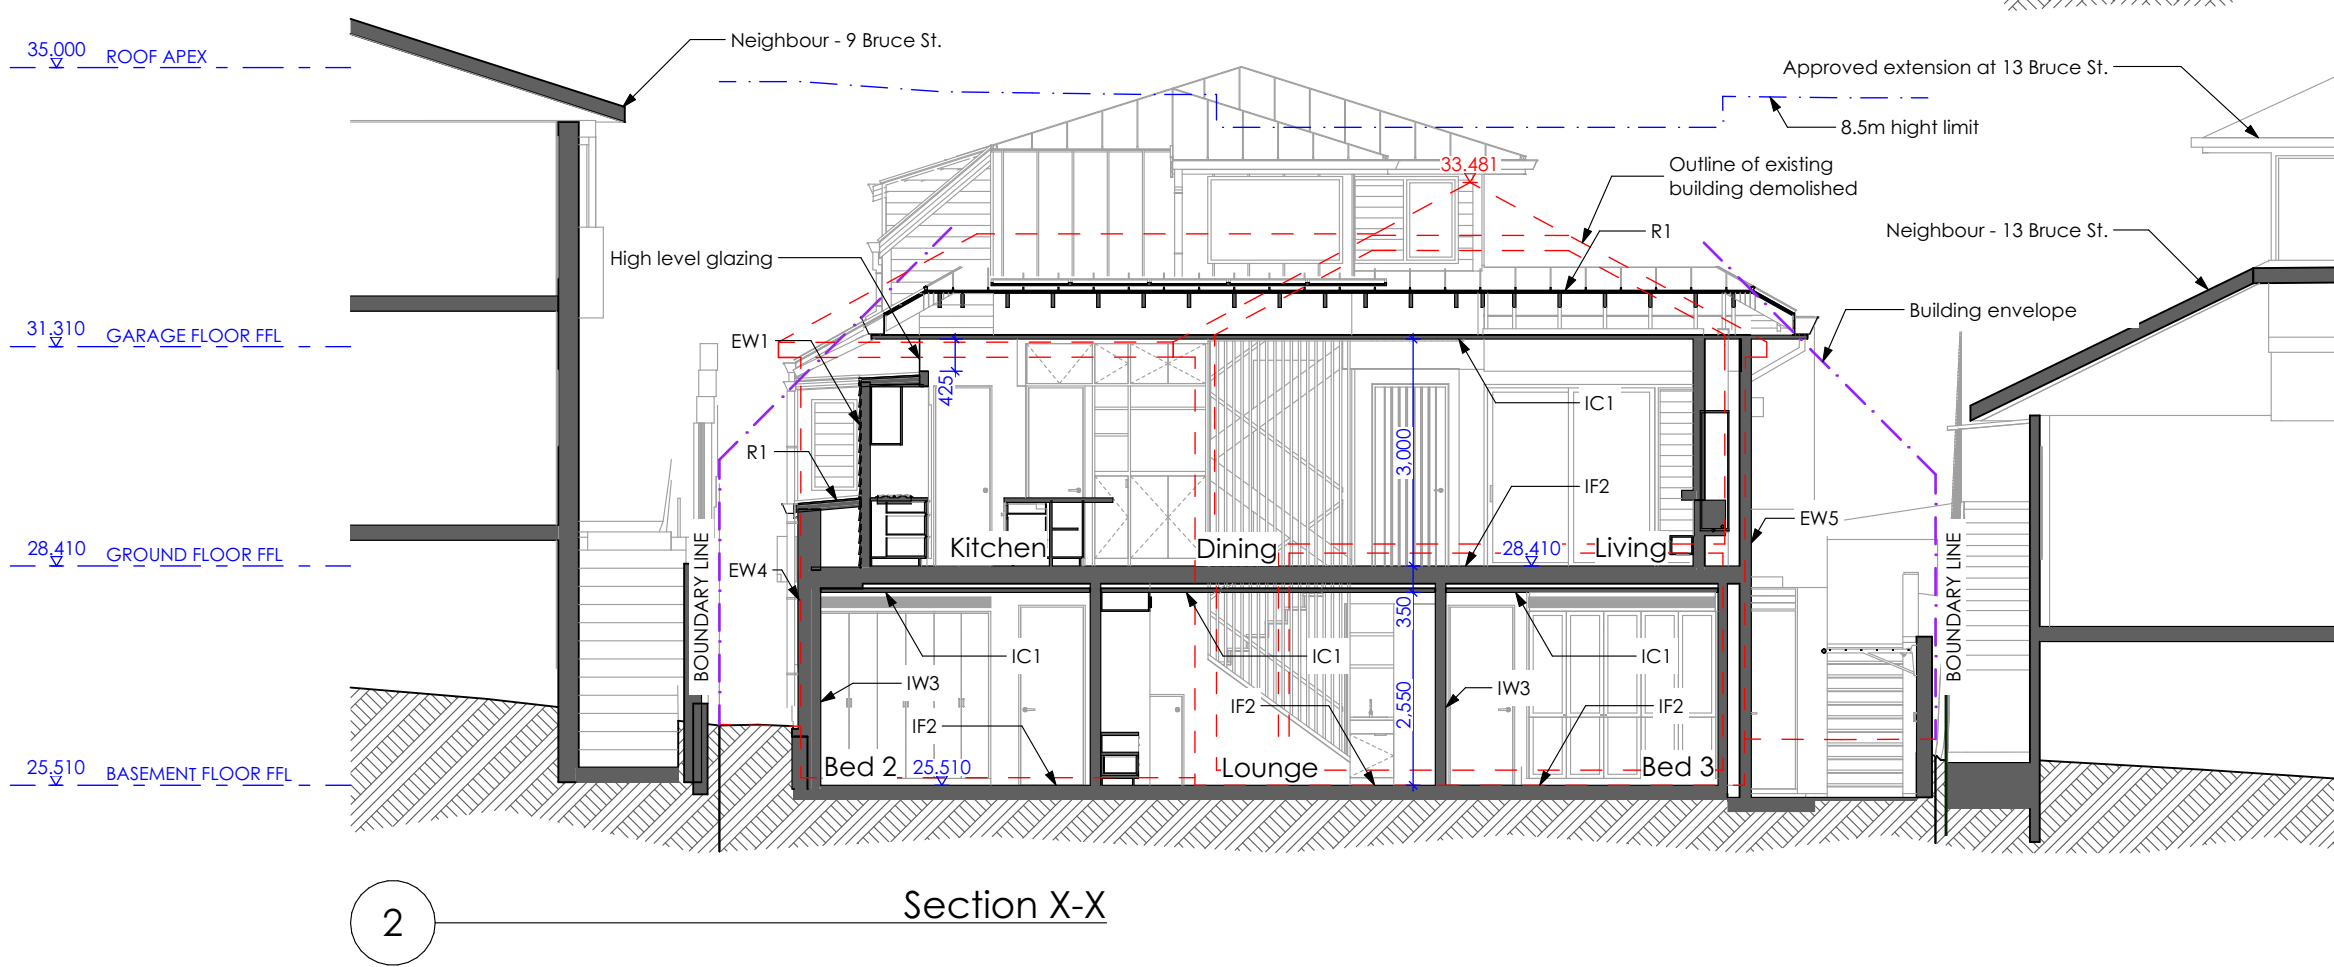 35.000 ROOF APEX
Neighbour - 9 Bruce St.
Approved extension at 13 Bruce St.
8.5m hight limit
33.481
Outline of existing
building demolished
R1
Neighbour - 13 Bruce St.
High level glazing
Building envelope
31.310 GARAGE FLOOR FFL
EW1
425
IC1
R1
3,000
IF2
EW5
Kitchen
Dining
28.410
Living
28.410 GROUND FLOOR FFL
BOUNDARY LINE
BOUNDARY LINE
EW4
350
IC1
IC1
IC1
IW3
IW3
IF2
IF2
IF2
2,550
Bed 2
25.510
Lounge
Bed 3
25.510 BASEMENT FLOOR FFL
2
Section X-X